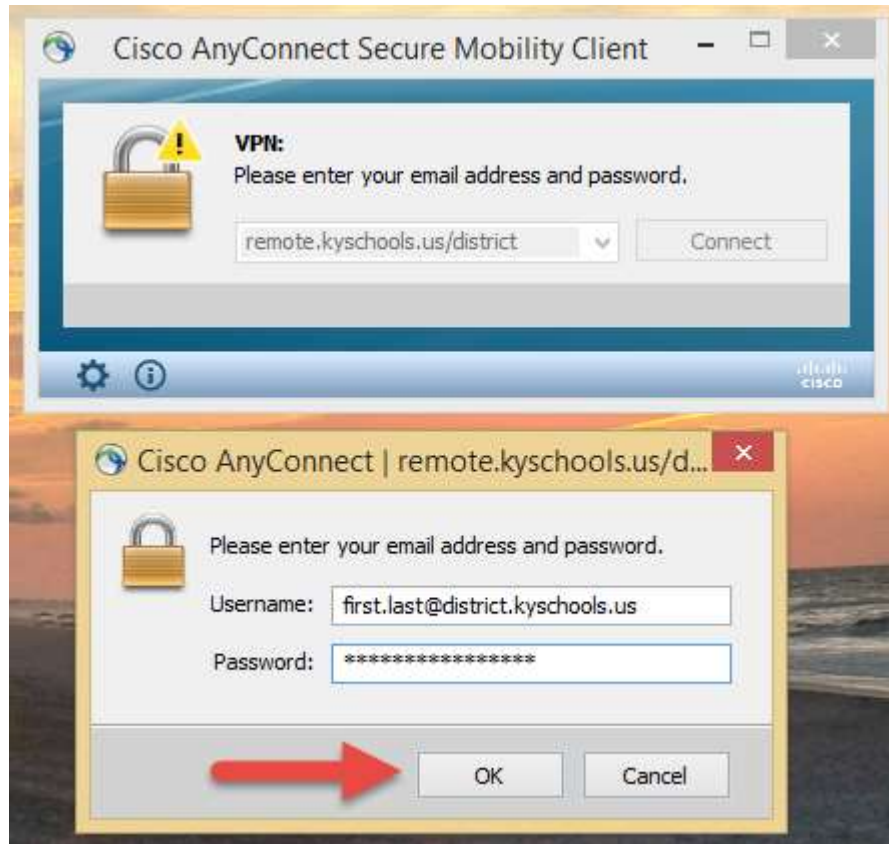 Cisco AnyConnect Secure Mobility Client
VPN:
Please enter your email address and password.
remote.kyschools.us/district
Connect
cisco
Cisco AnyConnect | remote.kyschools.us/d...
Please enter your email address and password.
Username: first.last@district.kyschools.us
Password: ****************
OK Cancel